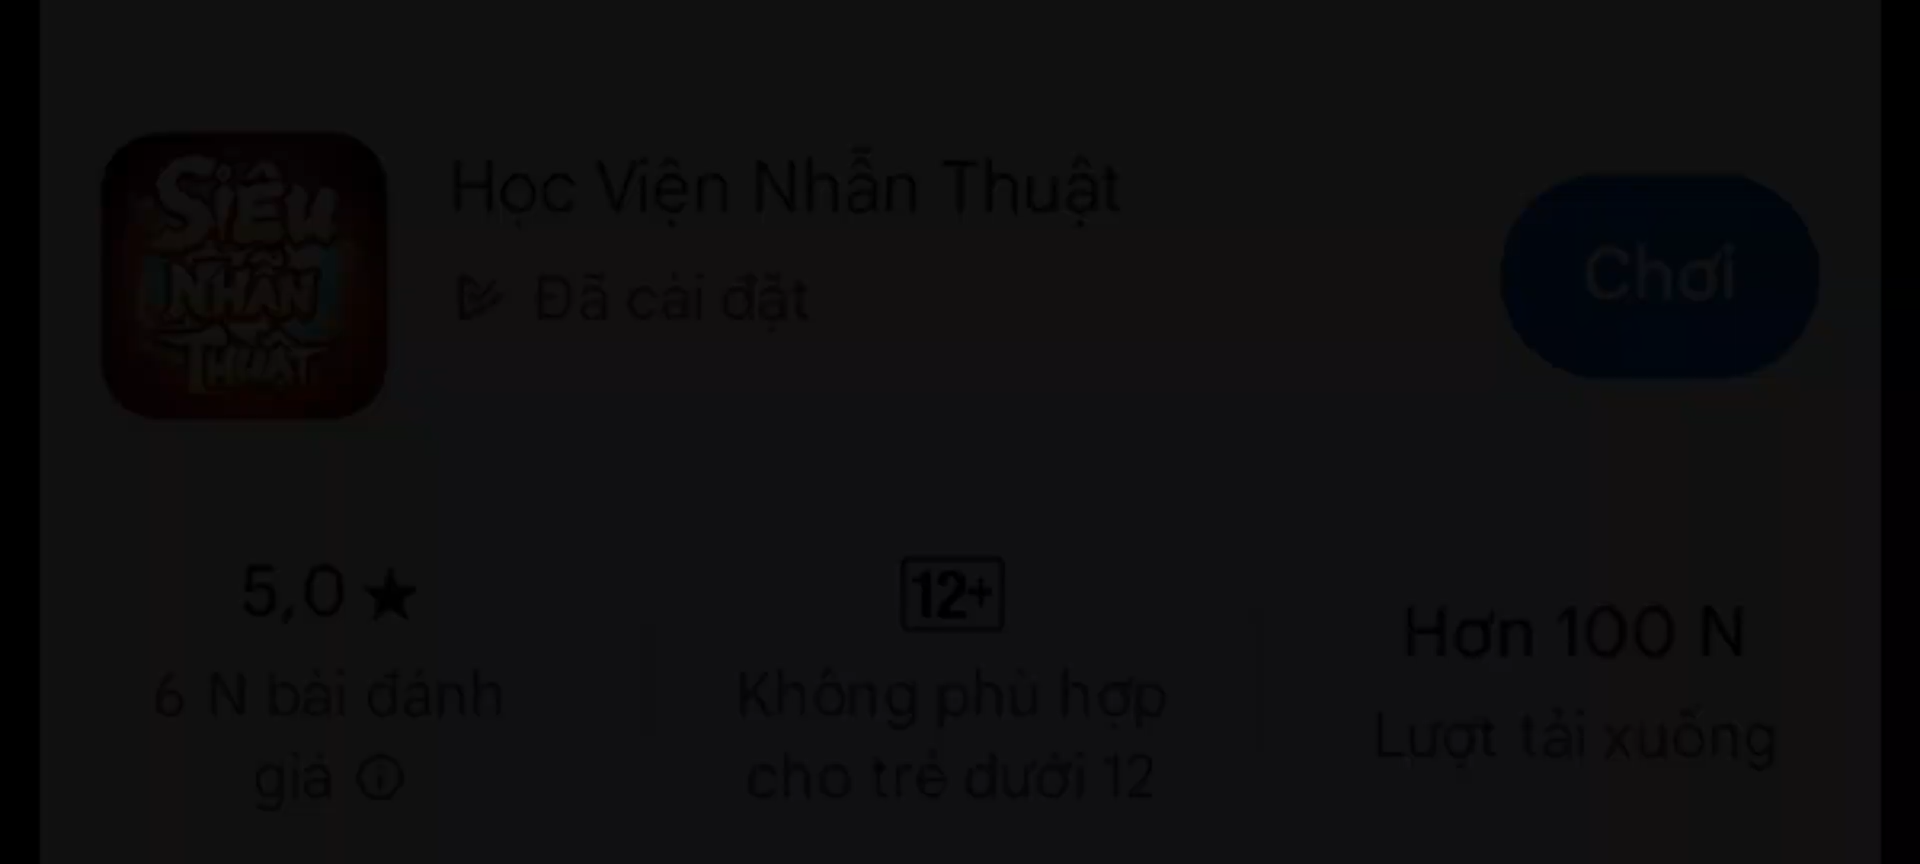 SIÊU
NHẪN
THUẬT
Học Viện Nhẫn Thuật
Đã cài đặt
Chơi
5,0 ★
6 N bài đánh
giá
12+
Không phù hợp
cho trẻ dưới 12
Hơn 100 N
Lượt tải xuống